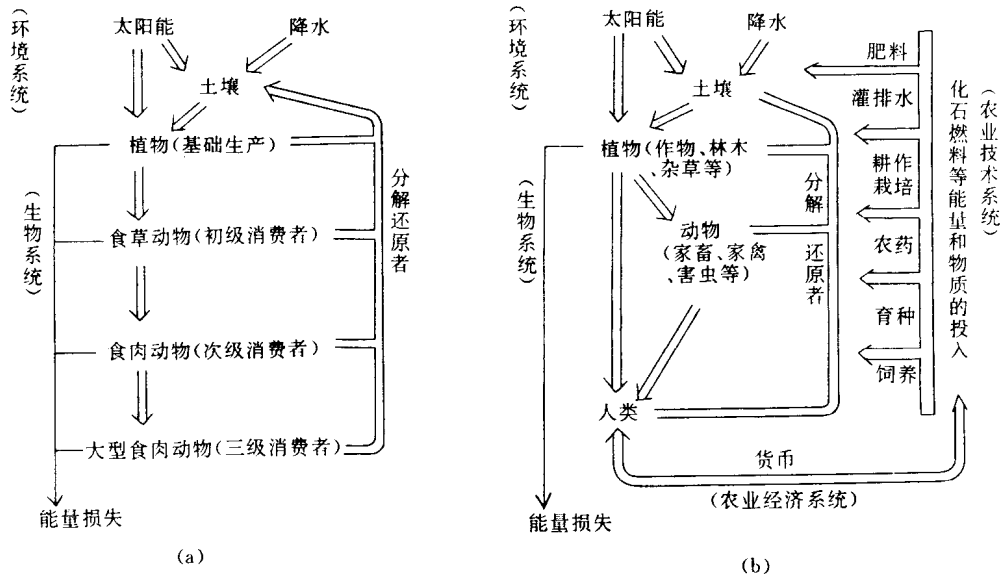 (环境系统)
太阳能
降水
土壤
植物(基础生产)
(生物系统)
食草动物(初级消费者)
食肉动物(次级消费者)
大型食肉动物(三级消费者)
分解还原者
能量损失
(a)
(环境系统)
太阳能
降水
土壤
植物(作物、林木
、杂草等)
(生物系统)
动物
(家畜、家禽
、害虫等)
分解
还原者
人类
肥料
灌排水
耕作
栽培
农药
育种
饲养
化石燃料等能量和物质的投入
(农业技术系统)
货币
(农业经济系统)
能量损失
(b)